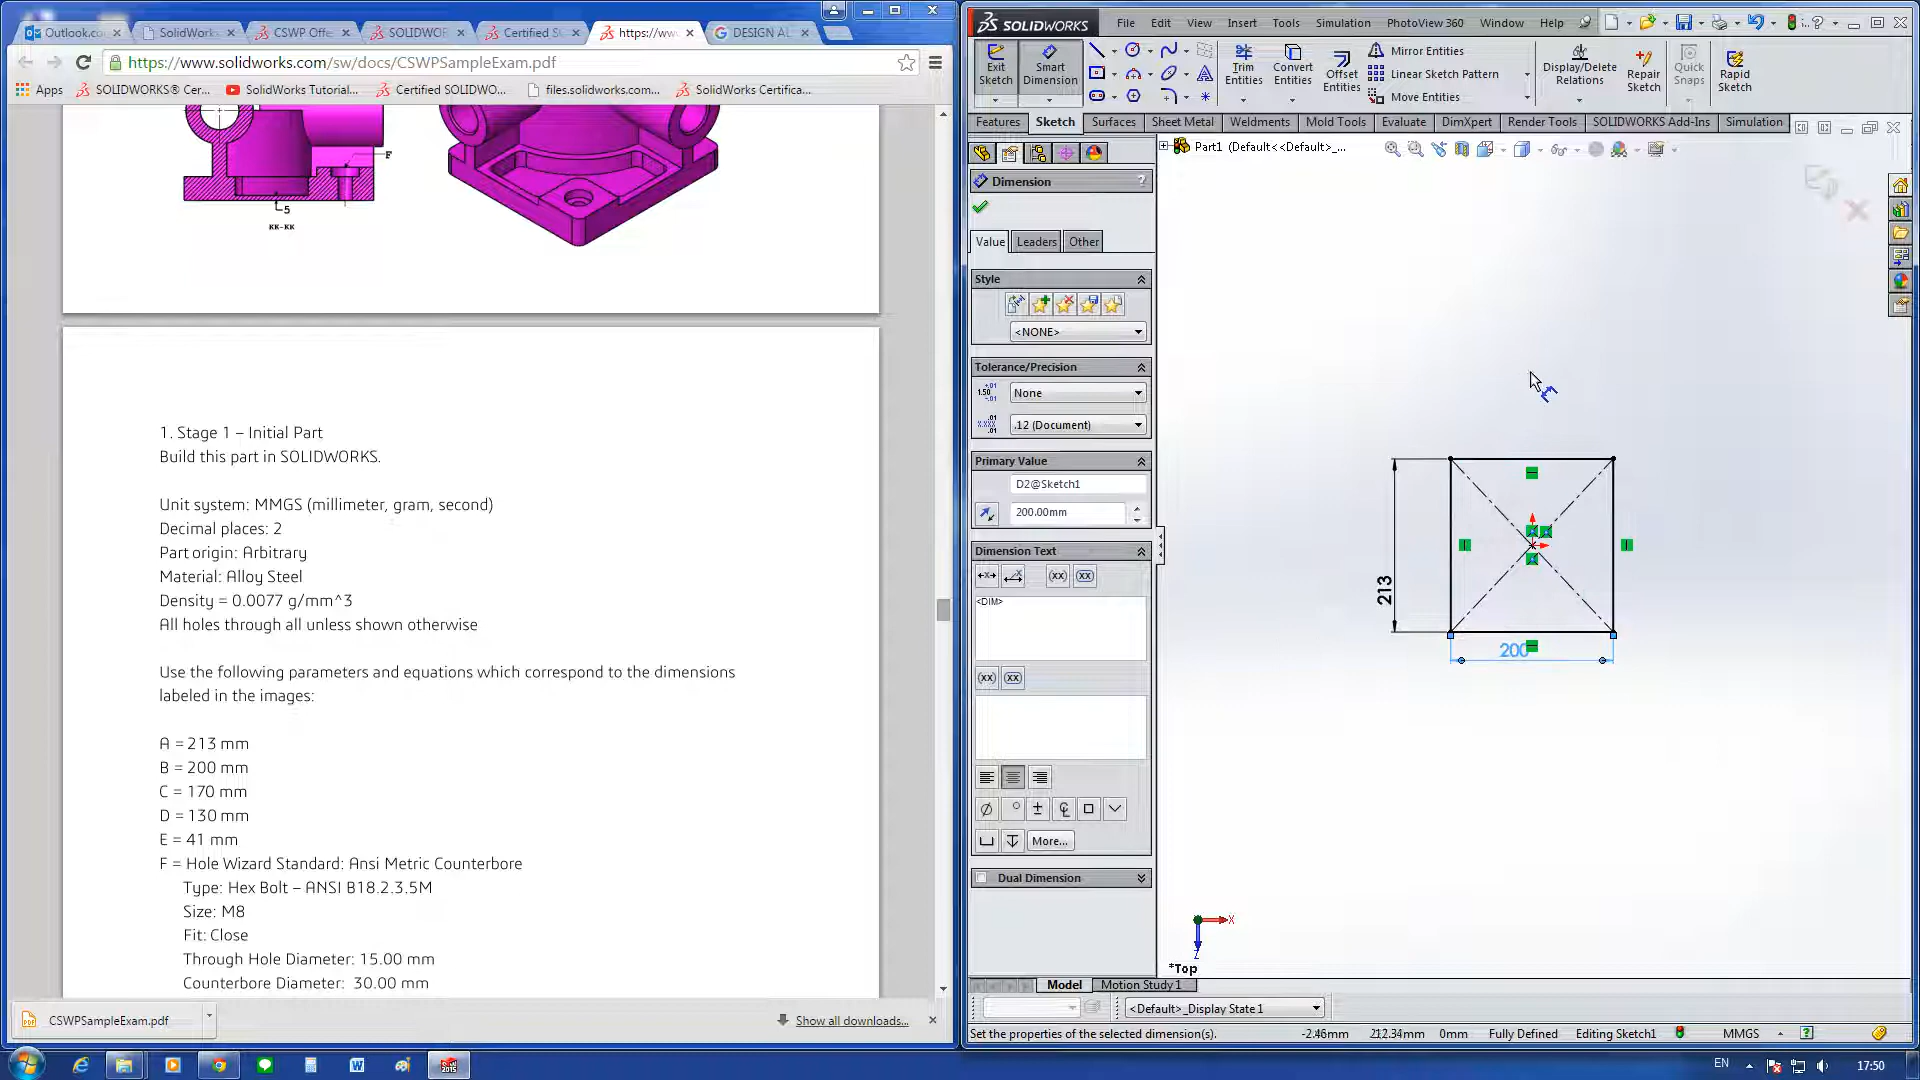 Outlook.co
SolidWork
CSWP Offe
SOLIDWOR
Certified S
https://ww
DESIGN AL
https://www.solidworks.com/sw/docs/CSWPSampleExam.pdf
Apps
SOLIDWORKS® Cer...
SolidWorks Tutorial...
Certified SOLIDWO...
files.solidworks.com...
SolidWorks Certifica...
F
5
KK-KK
1. Stage 1 – Initial Part
Build this part in SOLIDWORKS.
Unit system: MMGS (millimeter, gram, second)
Decimal places: 2
Part origin: Arbitrary
Material: Alloy Steel
Density = 0.0077 g/mm^3
All holes through all unless shown otherwise
Use the following parameters and equations which correspond to the dimensions
labeled in the images:
A = 213 mm
B = 200 mm
C = 170 mm
D = 130 mm
E = 41 mm
F = Hole Wizard Standard: Ansi Metric Counterbore
Type: Hex Bolt – ANSI B18.2.3.5M
Size: M8
Fit: Close
Through Hole Diameter: 15.00 mm
Counterbore Diameter: 30.00 mm
CSWPSampleExam.pdf
Show all downloads...
SOLIDWORKS
File Edit View Insert Tools Simulation PhotoView 360 Window Help
Exit Sketch
Smart Dimension
Trim Entities
Convert Entities
Offset Entities
Mirror Entities
Linear Sketch Pattern
Move Entities
Display/Delete Relations
Repair Sketch
Quick Snaps
Rapid Sketch
Features Sketch Surfaces Sheet Metal Weldments Mold Tools Evaluate DimXpert Render Tools SOLIDWORKS Add-Ins Simulation
Part1 (Default<<Default>_...
Dimension
?
Value Leaders Other
Style
<NONE>
Tolerance/Precision
None
.12 (Document)
Primary Value
D2@Sketch1
200.00mm
Dimension Text
(xx) (xx)
<DIM>
(xx) (xx)
More...
Dual Dimension
213
200
X
Z
*Top
Model Motion Study 1
<Default>_Display State 1
Set the properties of the selected dimension(s). -2.46mm 212.34mm 0mm Fully Defined Editing Sketch1 MMGS
EN
17:50